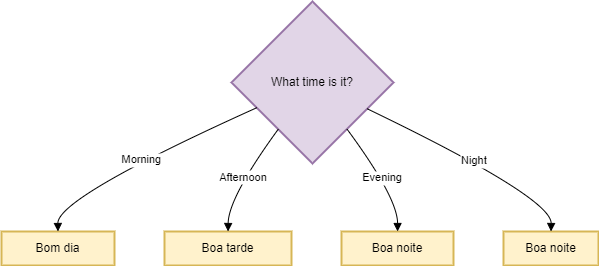 What time is it?
Morning
Afternoon
Evening
Night
Bom dia
Boa tarde
Boa noite
Boa noite